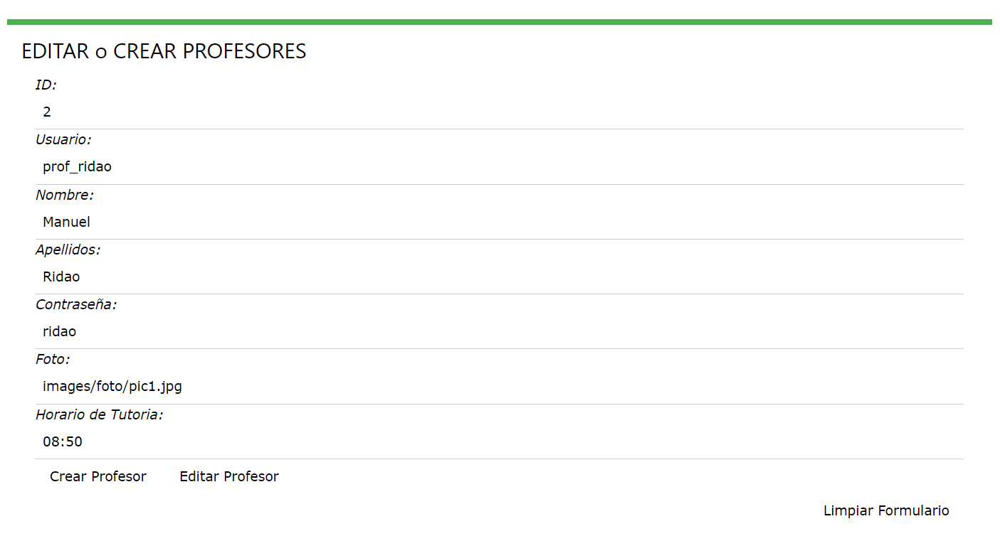 EDITAR o CREAR PROFESORES
ID:
2
Usuario:
prof_ridao
Nombre:
Manuel
Apellidos:
Ridao
Contraseña:
ridao
Foto:
images/foto/pic1.jpg
Horario de Tutoria:
08:50
Crear Profesor Editar Profesor
Limpiar Formulario